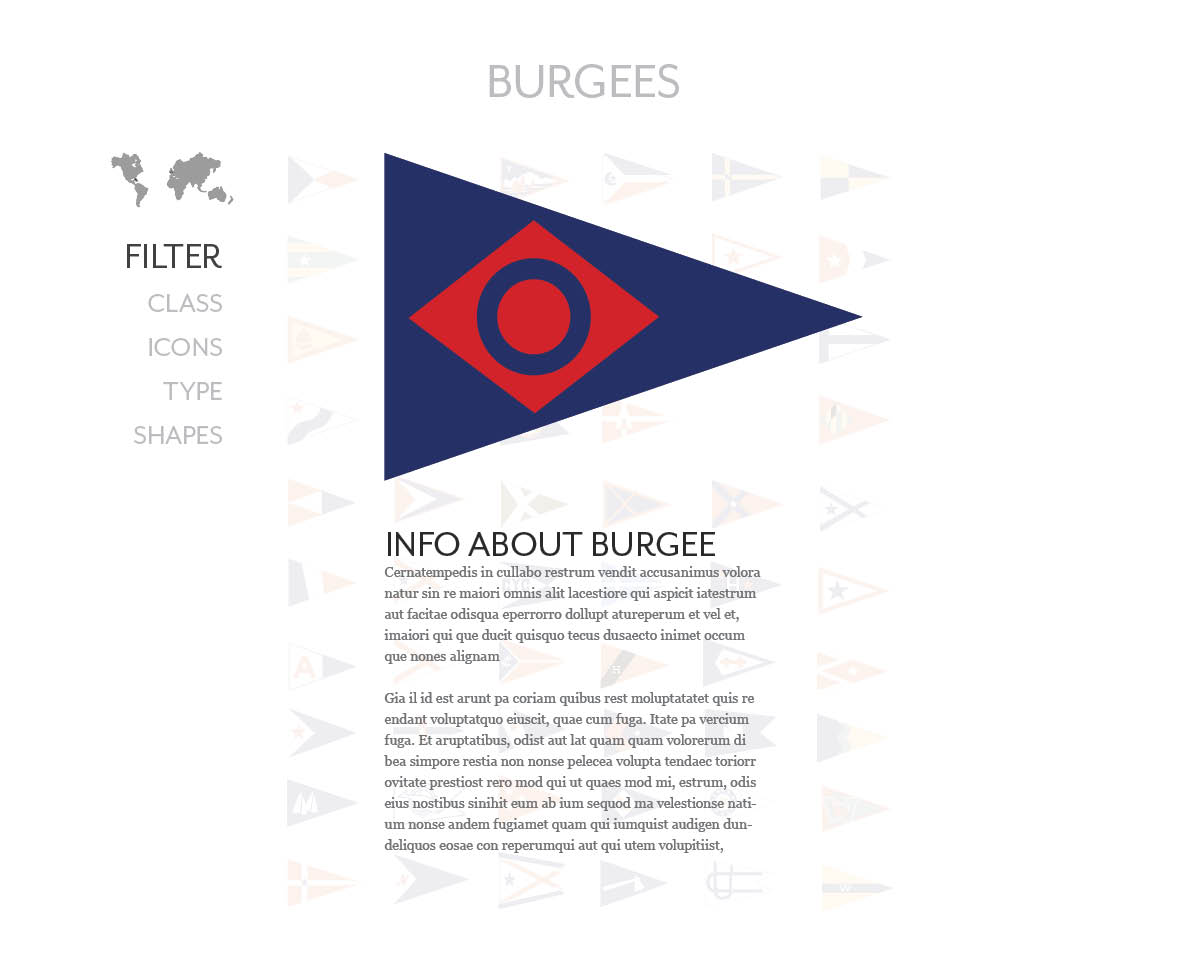 BURGEES
FILTER
CLASS
ICONS
TYPE
SHAPES
INFO ABOUT BURGEE
Cernatempedis in cullabo restrum vendit accusanimus volora
natur sin re maiori omnis alit lacestiore qui aspicit iatestrum
aut facitae odisqua eperrorro dollupt atureperum et vel et,
imaiori qui que ducit quisquo tecus dusaecto inimet occum
que nones alignam
Gia il id est arunt pa coriam quibus rest moluptatatet quis re
endant voluptatquo eiuscit, quae cum fuga. Itate pa vercium
fuga. Et aruptatibus, odist aut lat quam quam volorerum di
bea simpore restia non nonse pelecea volupta tendaec toriorr
ovitate prestiost rero mod qui ut quaes mod mi, estrum, odis
eius nostibus sinihit eum ab ium sequod ma velestionse nati-
um nonse andem fugiamet quam qui iumquist audigen dun-
deliquos eosae con reperumqui aut qui utem volupitiist,
A
H
W